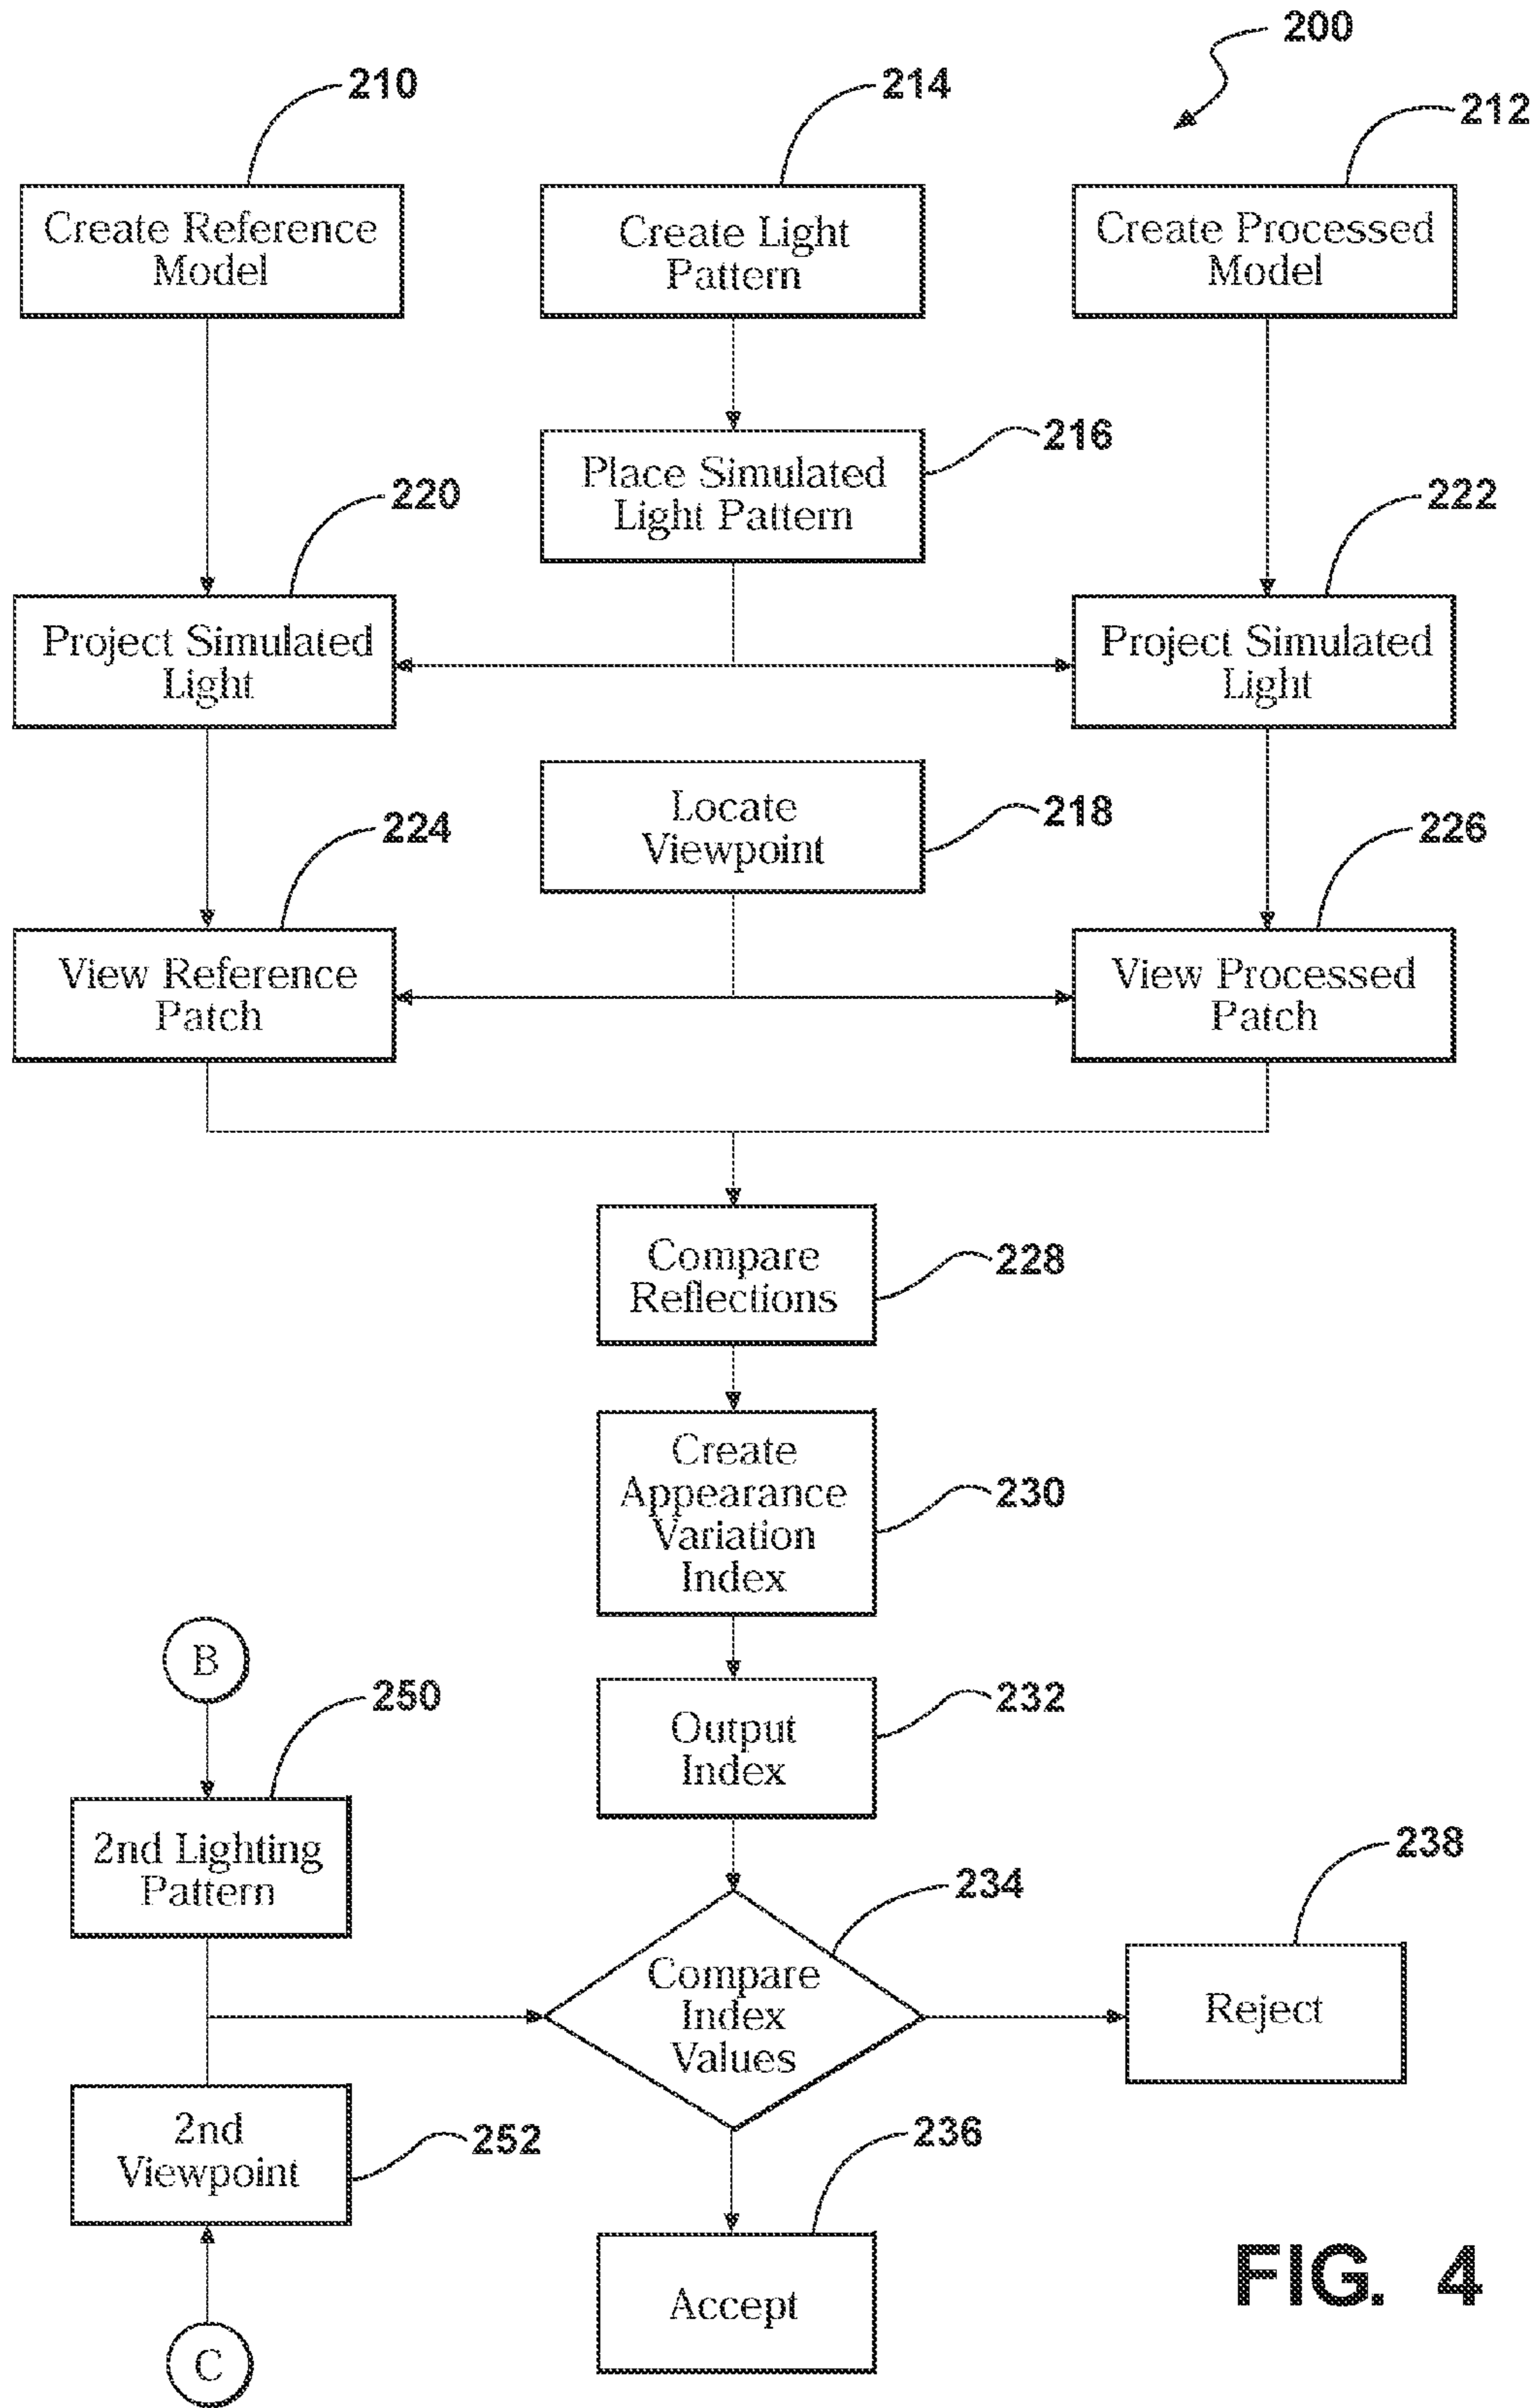 200
210
214
212
Create Reference
Model
Create Light
Pattern
Create Processed
Model
216
Place Simulated
Light Pattern
220
222
Project Simulated
Light
Project Simulated
Light
Locate
Viewpoint
218
224
226
View Reference
Patch
View Processed
Patch
Compare
Reflections
228
Create
Appearance
Variation
Index
230
B
250
Output
Index
232
2nd Lighting
Pattern
234
238
Compare
Index
Values
Reject
2nd
Viewpoint
252
236
Accept
C
FIG. 4